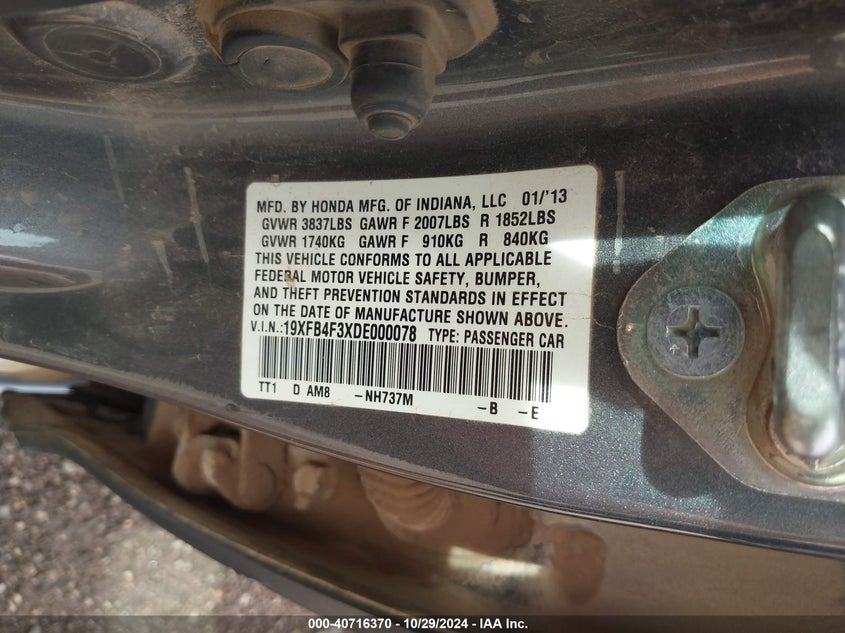 MFD. BY HONDA MFG. OF INDIANA, LLC 01/'13
GVWR 3837LBS GAWR F 2007LBS R 1852LBS
GVWR 1740KG GAWR F 910KG R 840KG
THIS VEHICLE CONFORMS TO ALL APPLICABLE
FEDERAL MOTOR VEHICLE SAFETY, BUMPER,
AND THEFT PREVENTION STANDARDS IN EFFECT
ON THE DATE OF MANUFACTURE SHOWN ABOVE.
V.I.N.:19XFB4F3XDE000078 TYPE: PASSENGER CAR
TT1 D AM8 -NH737M -B -E
000-40716370 - 10/29/2024 - IAA Inc.